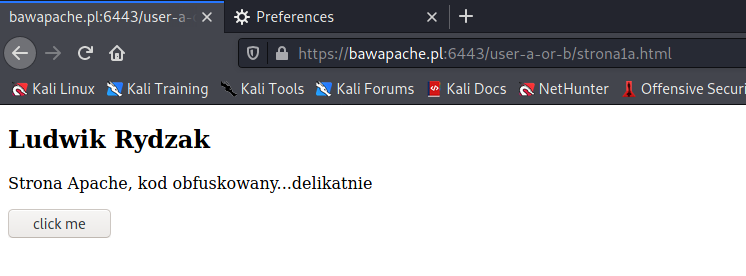 bawapache.pl:6443/user-a-o
Preferences
https://bawapache.pl:6443/user-a-or-b/strona1a.html
Kali Linux Kali Training Kali Tools Kali Forums Kali Docs NetHunter Offensive Securi
Ludwik Rydzak
Strona Apache, kod obfuskowany...delikatnie
click me